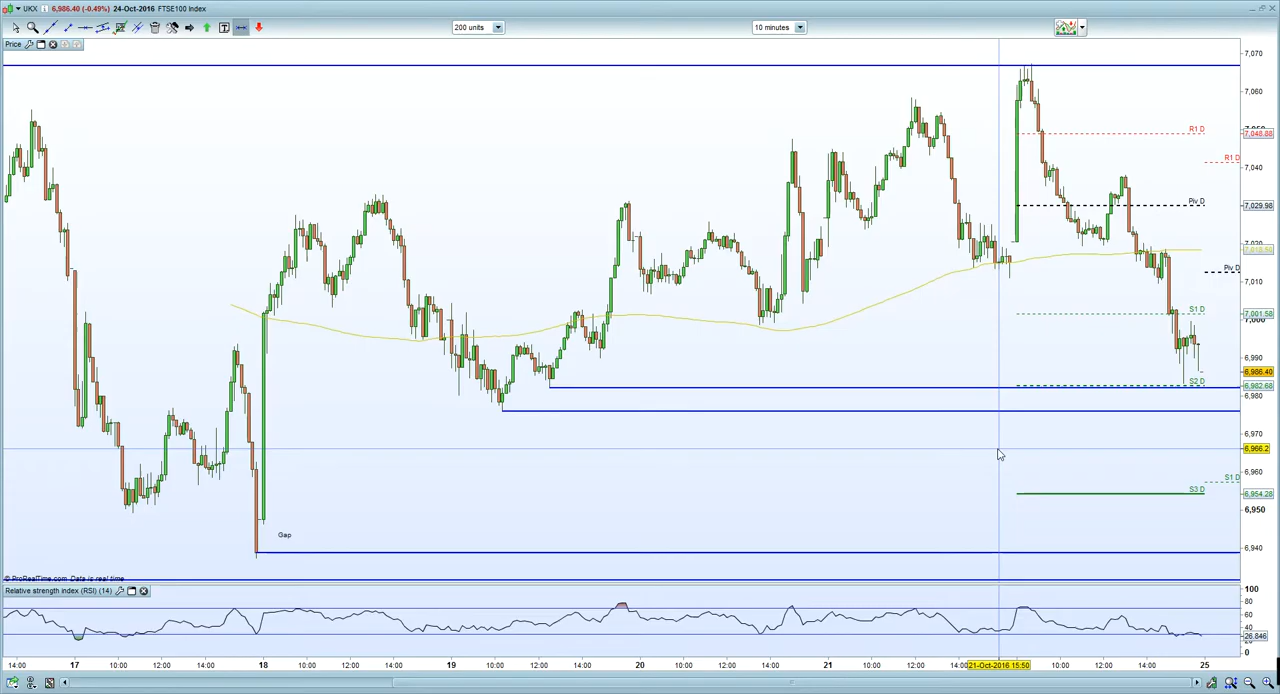 UKX 6,986.40 (-0.49%) 24-Oct-2016 FTSE100 Index
200 units
10 minutes
Price
7,070
7,060
R1 D
7,048.88
R1 D
7,040
Piv D
7,029.98
7,020
7,018.56
Piv D
7,010
S1 D
7,001.58
7,000
6,990
6,986.40
S2 D
6,982.68
6,980
6,970
6,966.2
6,960
S1 D
S3 D
6,954.28
6,950
Gap
6,940
© ProRealTime.com Data is real time
Relative strength index (RSI) (14)
100
80
60
40
26.846
0
14:00 17 10:00 12:00 14:00 18 10:00 12:00 14:00 19 10:00 12:00 14:00 20 10:00 12:00 14:00 21 10:00 12:00 14:00 21-Oct-2016 15:50 10:00 12:00 14:00 25